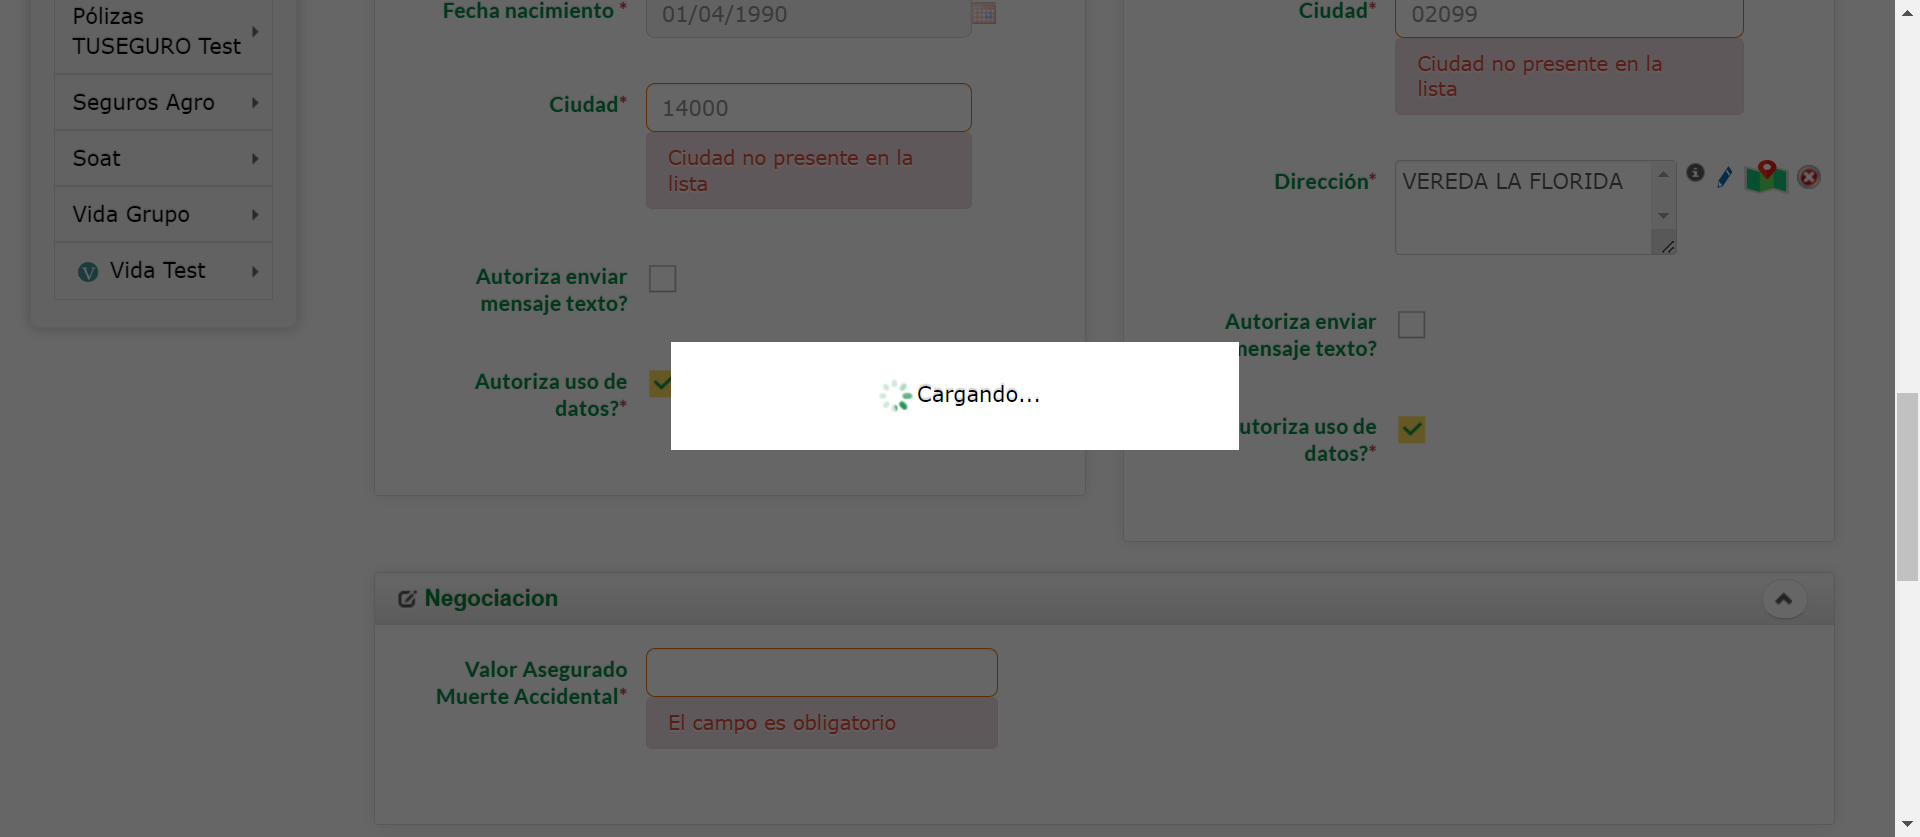 Pólizas
TUSEGURO Test
Seguros Agro
Soat
Vida Grupo
V Vida Test
Fecha nacimiento *
01/04/1990
Ciudad*
14000
Ciudad no presente en la
lista
Autoriza enviar
mensaje texto?
Autoriza uso de
datos?*
Ciudad*
02099
Ciudad no presente en la
lista
Dirección*
VEREDA LA FLORIDA
Autoriza enviar
mensaje texto?
utoriza uso de
datos?*
Cargando...
Negociacion
Valor Asegurado
Muerte Accidental*
El campo es obligatorio